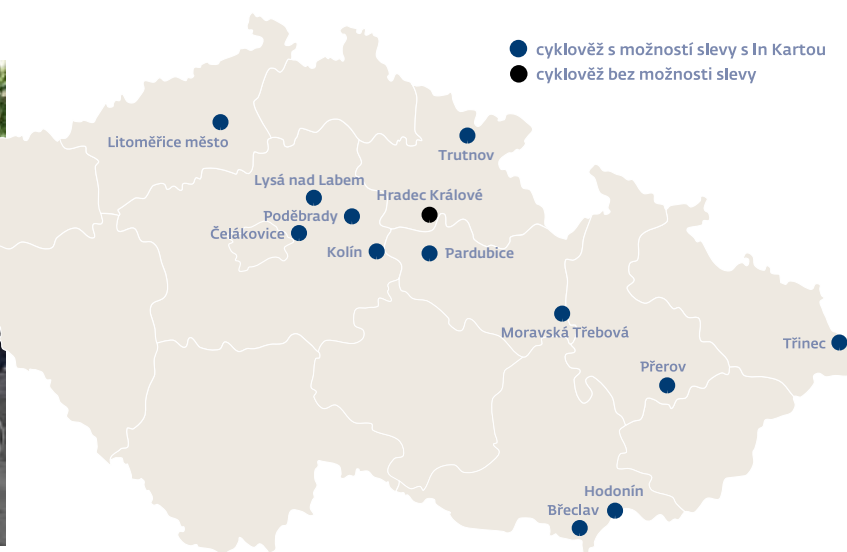 cyklověž s možností slevy s In Kartou
cyklověž bez možnosti slevy
Litoměřice město
Trutnov
Lysá nad Labem
Hradec Králové
Poděbrady
Čelákovice
Kolín
Pardubice
Moravská Třebová
Třinec
Přerov
Hodonín
Břeclav